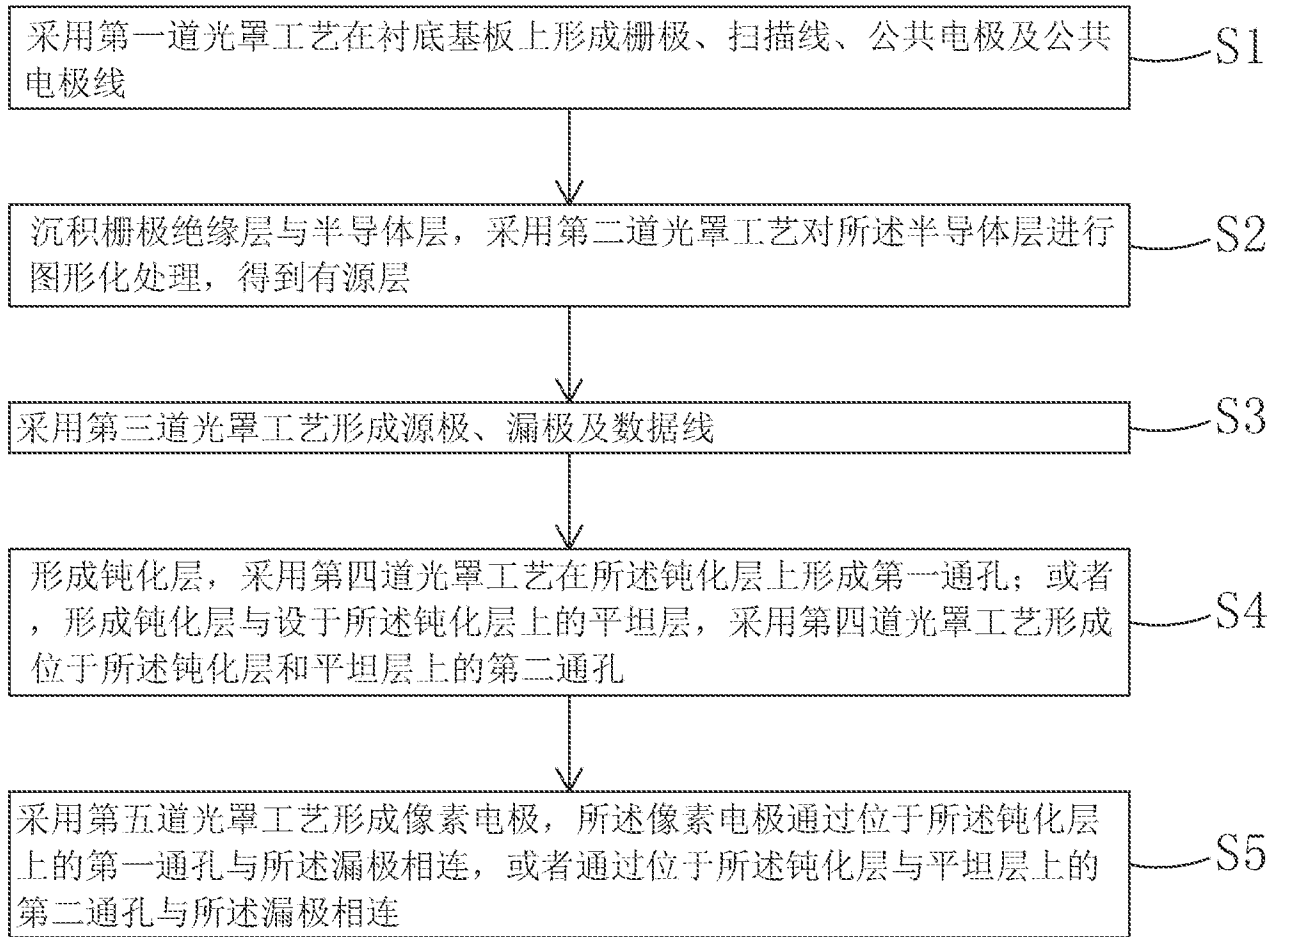 采用第一道光罩工艺在衬底基板上形成栅极、扫描线、公共电极及公共
电极线
S1
沉积栅极绝缘层与半导体层，采用第二道光罩工艺对所述半导体层进行
图形化处理，得到有源层
S2
采用第三道光罩工艺形成源极、漏极及数据线
S3
形成钝化层，采用第四道光罩工艺在所述钝化层上形成第一通孔；或者
，形成钝化层与设于所述钝化层上的平坦层，采用第四道光罩工艺形成
位于所述钝化层和平坦层上的第二通孔
S4
采用第五道光罩工艺形成像素电极，所述像素电极通过位于所述钝化层
上的第一通孔与所述漏极相连，或者通过位于所述钝化层与平坦层上的
第二通孔与所述漏极相连
S5